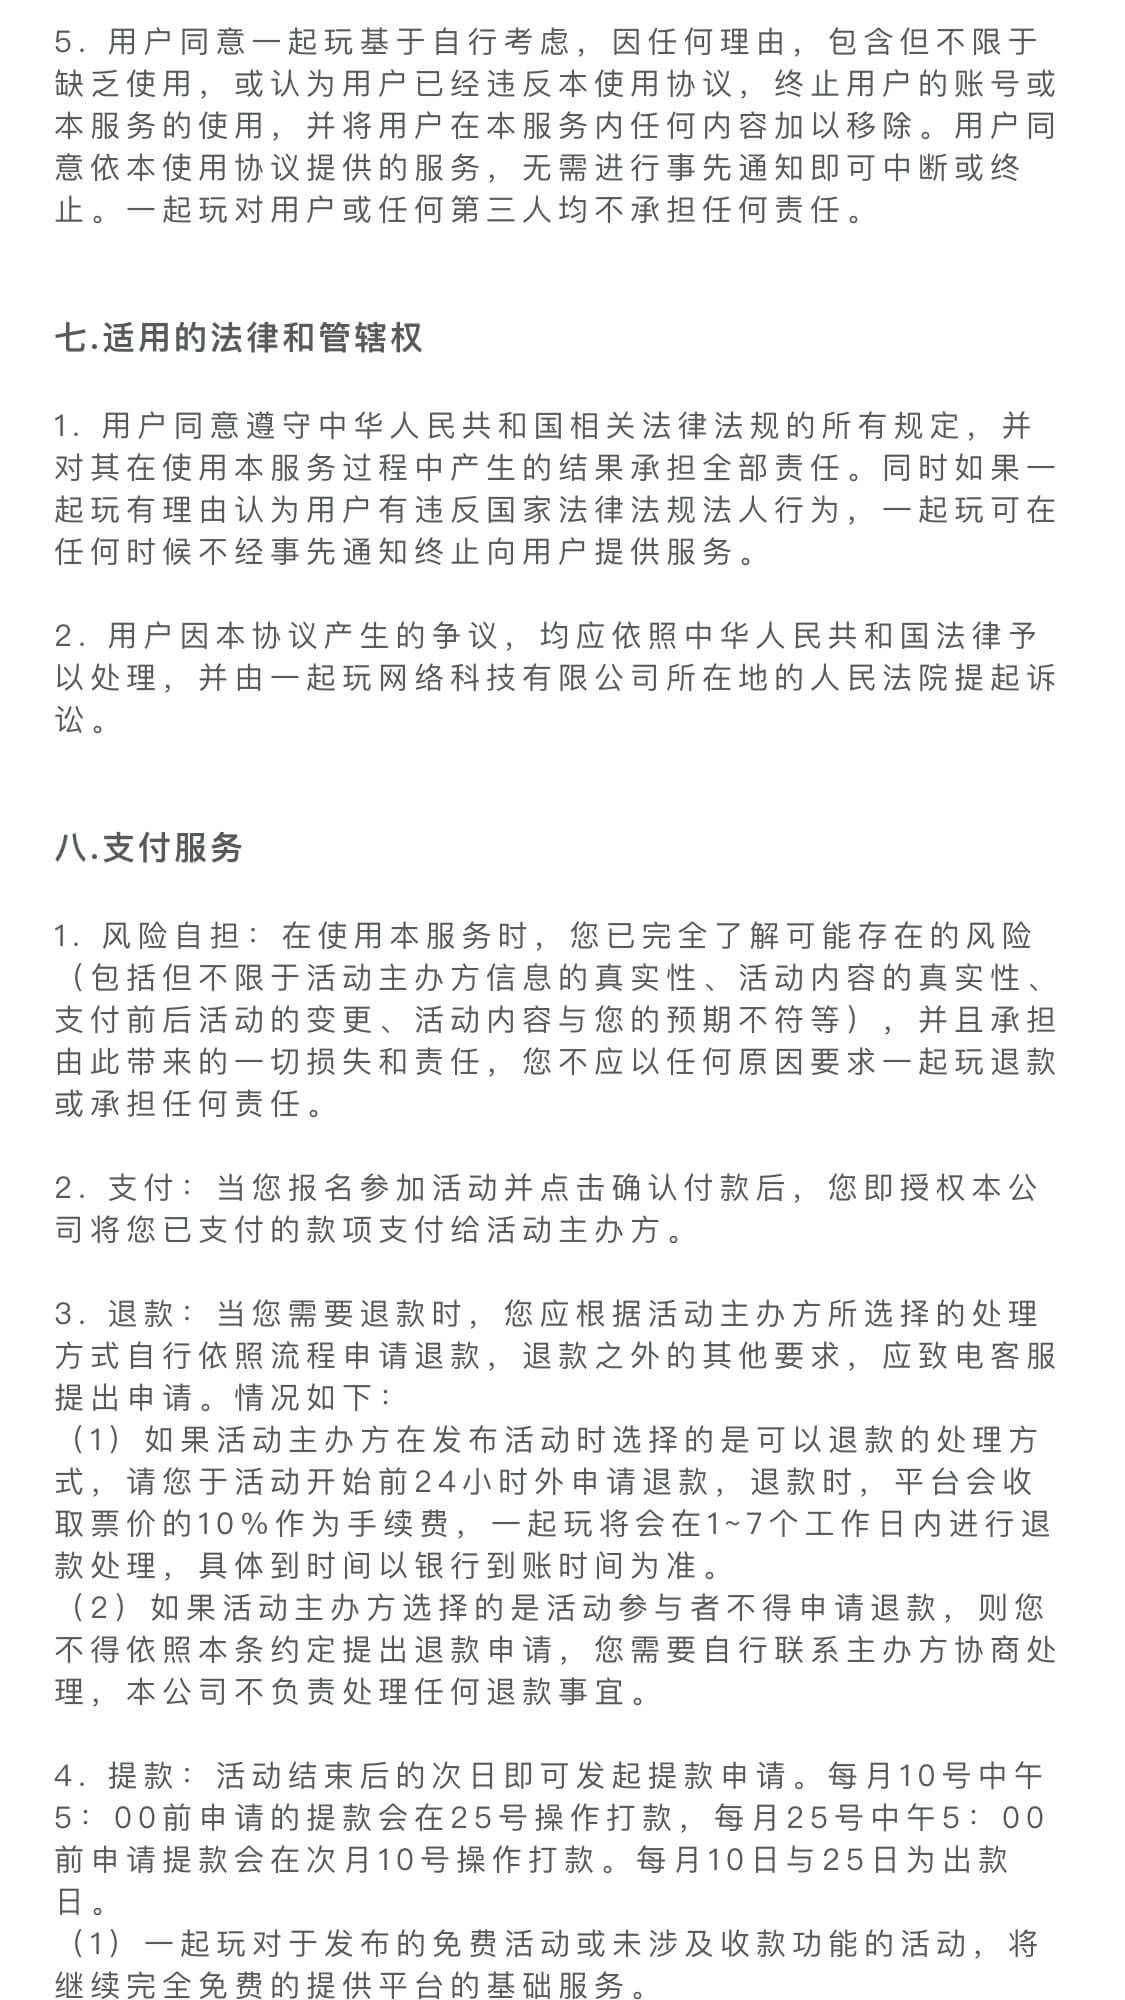 5. 用户同意一起玩基于自行考虑，因任何理由，包含但不限于
缺乏使用，或认为用户已经违反本使用协议，终止用户的账号或
本服务的使用，并将用户在本服务内任何内容加以移除。用户同
意依本使用协议提供的服务，无需进行事先通知即可中断或终
止。一起玩对用户或任何第三人均不承担任何责任。
七.适用的法律和管辖权
1. 用户同意遵守中华人民共和国相关法律法规的所有规定，并
对其在使用本服务过程中产生的结果承担全部责任。同时如果一
起玩有理由认为用户有违反国家法律法规法人行为，一起玩可在
任何时候不经事先通知终止向用户提供服务。
2. 用户因本协议产生的争议，均应依照中华人民共和国法律予
以处理，并由一起玩网络科技有限公司所在地的人民法院提起诉
讼。
八.支付服务
1. 风险自担：在使用本服务时，您已完全了解可能存在的风险
（包括但不限于活动主办方信息的真实性、活动内容的真实性、
支付前后活动的变更、活动内容与您的预期不符等），并且承担
由此带来的一切损失和责任，您不应以任何原因要求一起玩退款
或承担任何责任。
2. 支付：当您报名参加活动并点击确认付款后，您即授权本公
司将您已支付的款项支付给活动主办方。
3. 退款：当您需要退款时，您应根据活动主办方所选择的处理
方式自行依照流程申请退款，退款之外的其他要求，应致电客服
提出申请。情况如下：
（1）如果活动主办方在发布活动时选择的是可以退款的处理方
式，请您于活动开始前24小时外申请退款，退款时，平台会收
取票价的10%作为手续费，一起玩将会在1~7个工作日内进行退
款处理，具体到时间以银行到账时间为准。
（2）如果活动主办方选择的是活动参与者不得申请退款，则您
不得依照本条约定提出退款申请，您需要自行联系主办方协商处
理，本公司不负责处理任何退款事宜。
4. 提款：活动结束后的次日即可发起提款申请。每月10号中午
5：00前申请的提款会在25号操作打款，每月25号中午5：00
前申请提款会在次月10号操作打款。每月10日与25日为出款
日。
（1）一起玩对于发布的免费活动或未涉及收款功能的活动，将
继续完全免费的提供平台的基础服务。